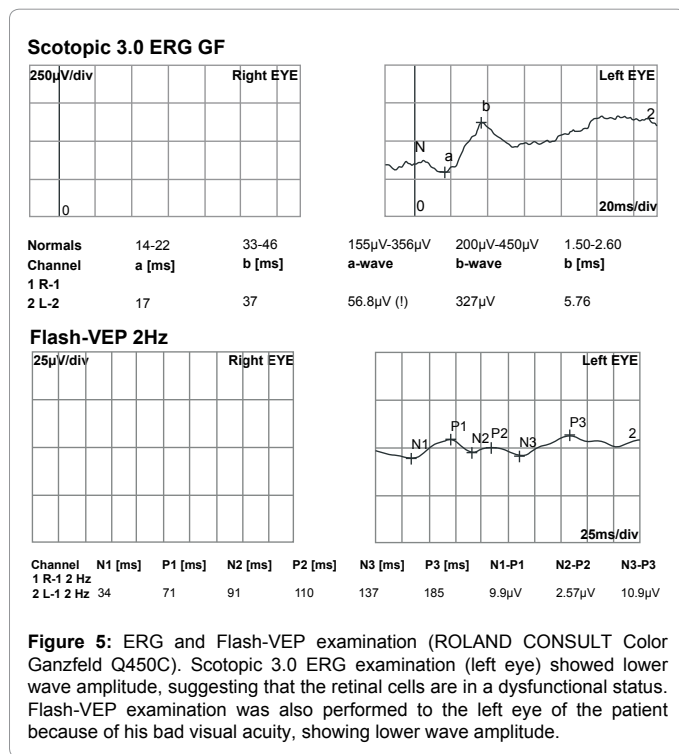 Scotopic 3.0 ERG GF
250µV/div Right EYE Left EYE
N a b 2
0 0 20ms/div
Normals 14-22 33-46 155µV-356µV 200µV-450µV 1.50-2.60
Channel a [ms] b [ms] a-wave b-wave b [ms]
1 R-1
2 L-2 17 37 56.8µV (!) 327µV 5.76
Flash-VEP 2Hz
25µV/div Right EYE Left EYE
N1 P1 N2 P2 N3 P3 2
25ms/div
Channel N1 [ms] P1 [ms] N2 [ms] P2 [ms] N3 [ms] P3 [ms] N1-P1 N2-P2 N3-P3
1 R-1 2 Hz
2 L-1 2 Hz 34 71 91 110 137 185 9.9µV 2.57µV 10.9µV
Figure 5: ERG and Flash-VEP examination (ROLAND CONSULT Color
Ganzfeld Q450C). Scotopic 3.0 ERG examination (left eye) showed lower
wave amplitude, suggesting that the retinal cells are in a dysfunctional status.
Flash-VEP examination was also performed to the left eye of the patient
because of his bad visual acuity, showing lower wave amplitude.